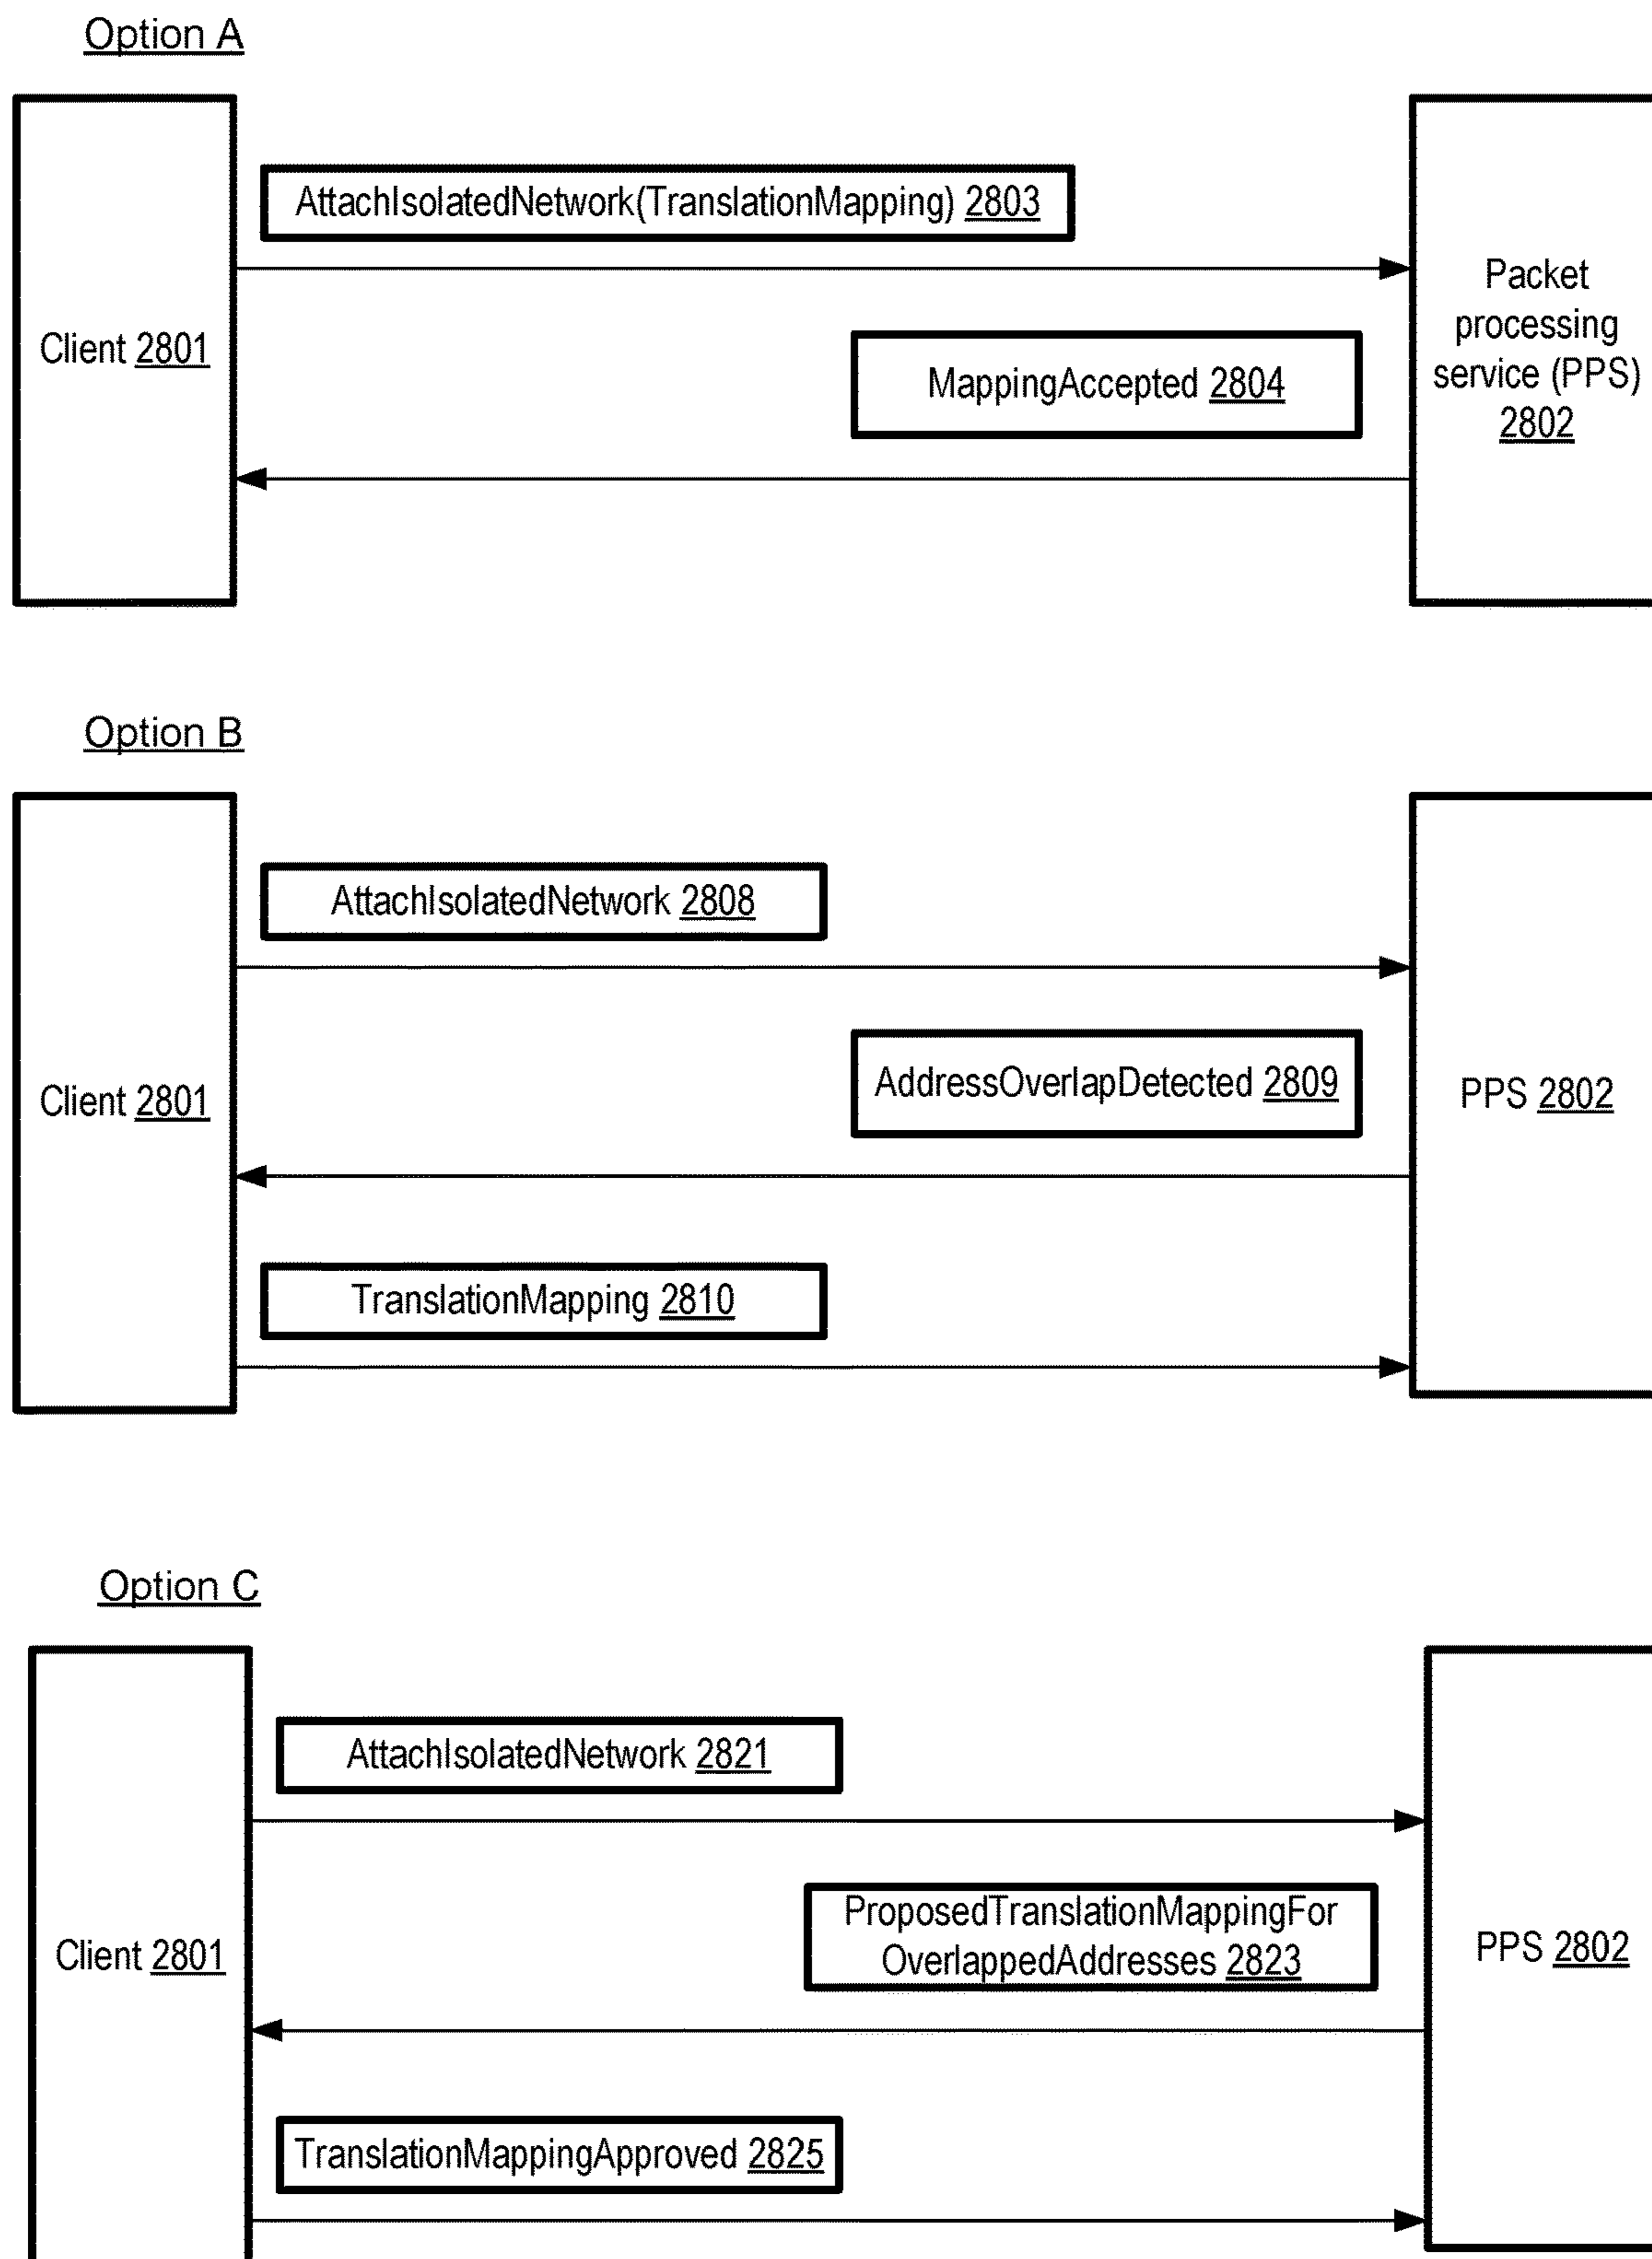 Option A
AttachIsolatedNetwork(TranslationMapping) 2803
Client 2801
MappingAccepted 2804
Packet
processing
service (PPS)
2802
Option B
AttachIsolatedNetwork 2808
Client 2801
AddressOverlapDetected 2809
PPS 2802
TranslationMapping 2810
Option C
AttachIsolatedNetwork 2821
Client 2801
ProposedTranslationMappingFor
OverlappedAddresses 2823
PPS 2802
TranslationMappingApproved 2825